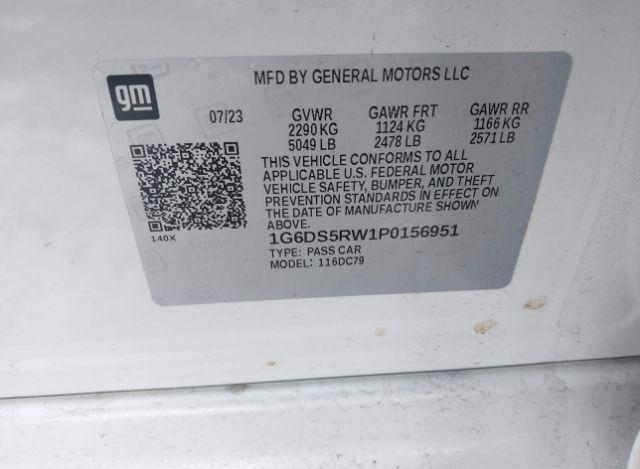 gm
MFD BY GENERAL MOTORS LLC
07/23 GVWR GAWR FRT GAWR RR
2290 KG 1124 KG 1166 KG
5049 LB 2478 LB 2571 LB
THIS VEHICLE CONFORMS TO ALL
APPLICABLE U.S. FEDERAL MOTOR
VEHICLE SAFETY, BUMPER, AND THEFT
PREVENTION STANDARDS IN EFFECT ON
THE DATE OF MANUFACTURE SHOWN
ABOVE.
140X
1G6DS5RW1P0156951
TYPE: PASS CAR
MODEL: 116DC79